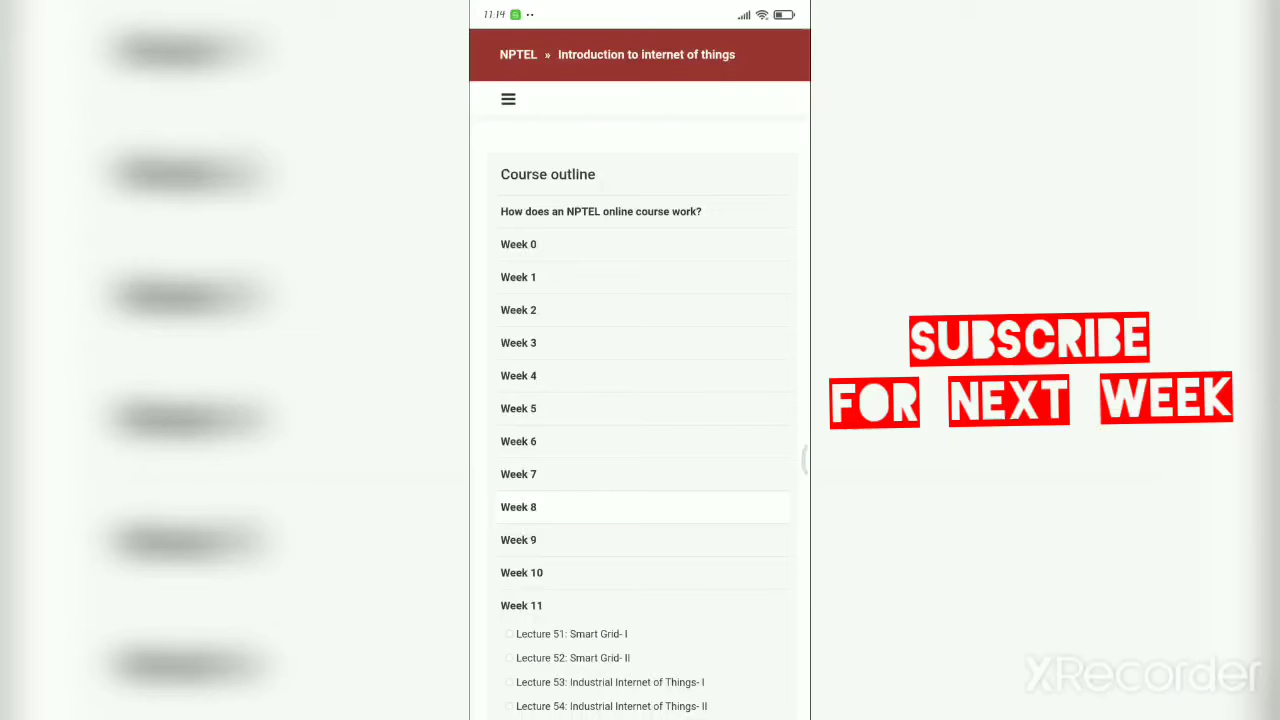 11:14
NPTEL » Introduction to internet of things
Course outline
How does an NPTEL online course work?
Week 0
Week 1
Week 2
Week 3
Week 4
Week 5
Week 6
Week 7
Week 8
Week 9
Week 10
Week 11
Lecture 51: Smart Grid- I
Lecture 52: Smart Grid- II
Lecture 53: Industrial Internet of Things- I
Lecture 54: Industrial Internet of Things- II
SUBSCRIBE
FOR NEXT WEEK
XRecorder